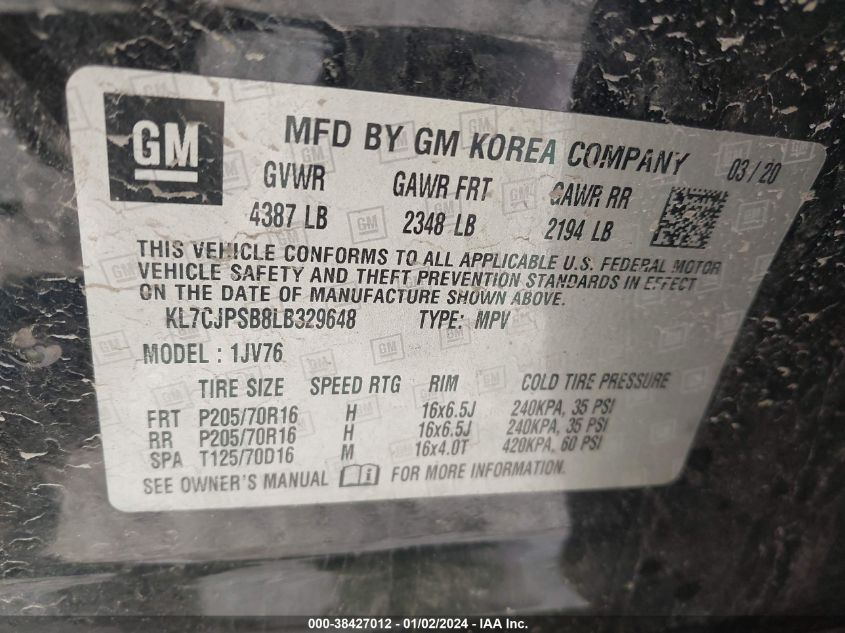 GM
MFD BY GM KOREA COMPANY 03/20
GVWR GAWR FRT GAWR RR
4387 LB 2348 LB 2194 LB
THIS VEHICLE CONFORMS TO ALL APPLICABLE U.S. FEDERAL MOTOR
VEHICLE SAFETY AND THEFT PREVENTION STANDARDS IN EFFECT
ON THE DATE OF MANUFACTURE SHOWN ABOVE.
KL7CJPSB8LB329648 TYPE: MPV
MODEL : 1JV76
TIRE SIZE SPEED RTG RIM COLD TIRE PRESSURE
FRT P205/70R16 H 16x6.5J 240KPA, 35 PSI
RR P205/70R16 H 16x6.5J 240KPA, 35 PSI
SPA T125/70D16 M 16x4.0T 420KPA, 60 PSI
SEE OWNER'S MANUAL FOR MORE INFORMATION.
000-38427012 - 01/02/2024 - IAA, Inc.